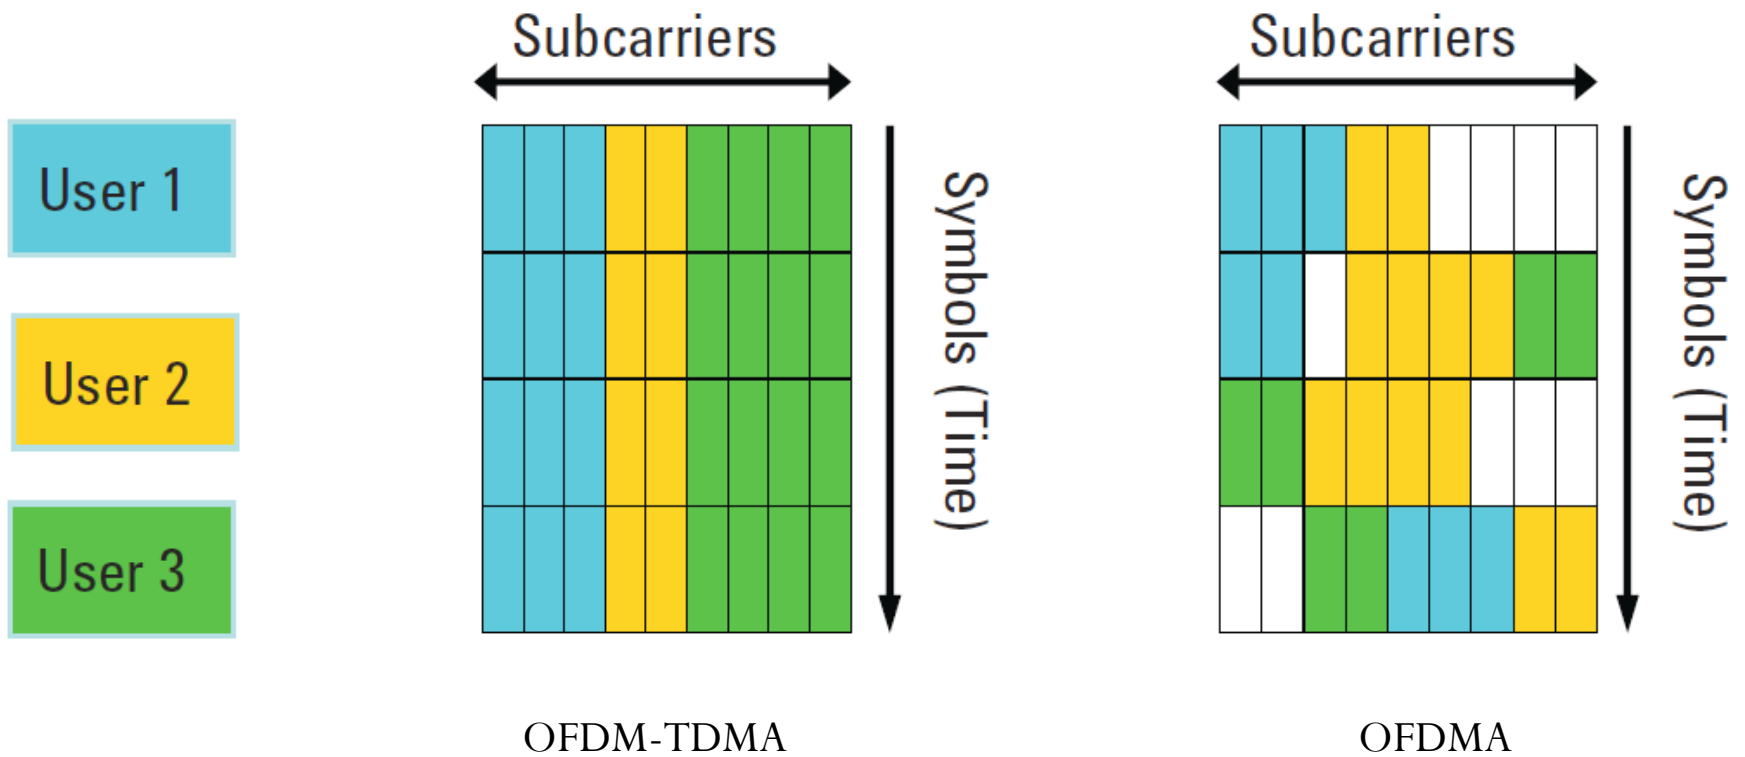 Subcarriers
Subcarriers
User 1
User 2
User 3
Symbols (Time)
Symbols (Time)
OFDM-TDMA
OFDMA